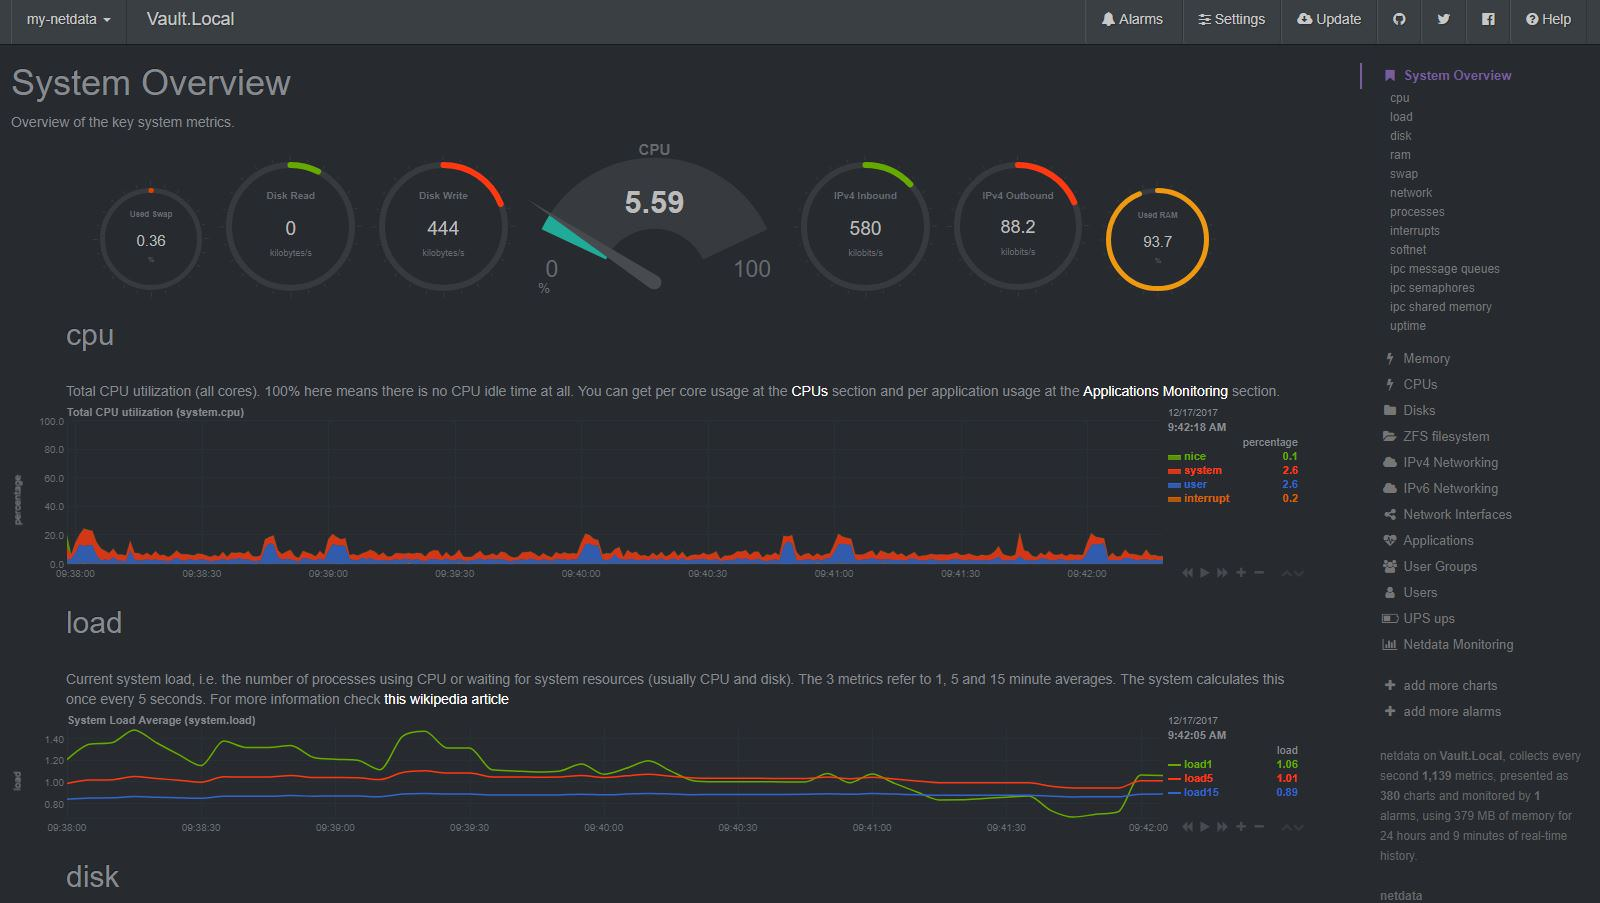 my-netdata
Vault.Local
Alarms
Settings
Update
Help
System Overview
Overview of the key system metrics.
Used Swap
0.36
%
Disk Read
0
kilobytes/s
Disk Write
444
kilobytes/s
CPU
5.59
0
100
%
IPv4 Inbound
580
kilobits/s
IPv4 Outbound
88.2
kilobits/s
Used RAM
93.7
%
cpu
Total CPU utilization (all cores). 100% here means there is no CPU idle time at all. You can get per core usage at the CPUs section and per application usage at the Applications Monitoring section.
Total CPU utilization (system.cpu)
percentage
100.0
80.0
60.0
40.0
20.0
0.0
09:38:00
09:38:30
09:39:00
09:39:30
09:40:00
09:40:30
09:41:00
09:41:30
09:42:00
12/17/2017
9:42:18 AM
percentage
nice 0.1
system 2.6
user 2.6
interrupt 0.2
load
Current system load, i.e. the number of processes using CPU or waiting for system resources (usually CPU and disk). The 3 metrics refer to 1, 5 and 15 minute averages. The system calculates this
once every 5 seconds. For more information check this wikipedia article
System Load Average (system.load)
load
1.40
1.20
1.00
0.80
09:38:00
09:38:30
09:39:00
09:39:30
09:40:00
09:40:30
09:41:00
09:41:30
09:42:00
12/17/2017
9:42:05 AM
load
load1 1.06
load5 1.01
load15 0.89
disk
System Overview
cpu
load
disk
ram
swap
network
processes
interrupts
softnet
ipc message queues
ipc semaphores
ipc shared memory
uptime
Memory
CPUs
Disks
ZFS filesystem
IPv4 Networking
IPv6 Networking
Network Interfaces
Applications
User Groups
Users
UPS ups
Netdata Monitoring
add more charts
add more alarms
netdata on Vault.Local, collects every
second 1,139 metrics, presented as
380 charts and monitored by 1
alarms, using 379 MB of memory for
24 hours and 9 minutes of real-time
history.
netdata